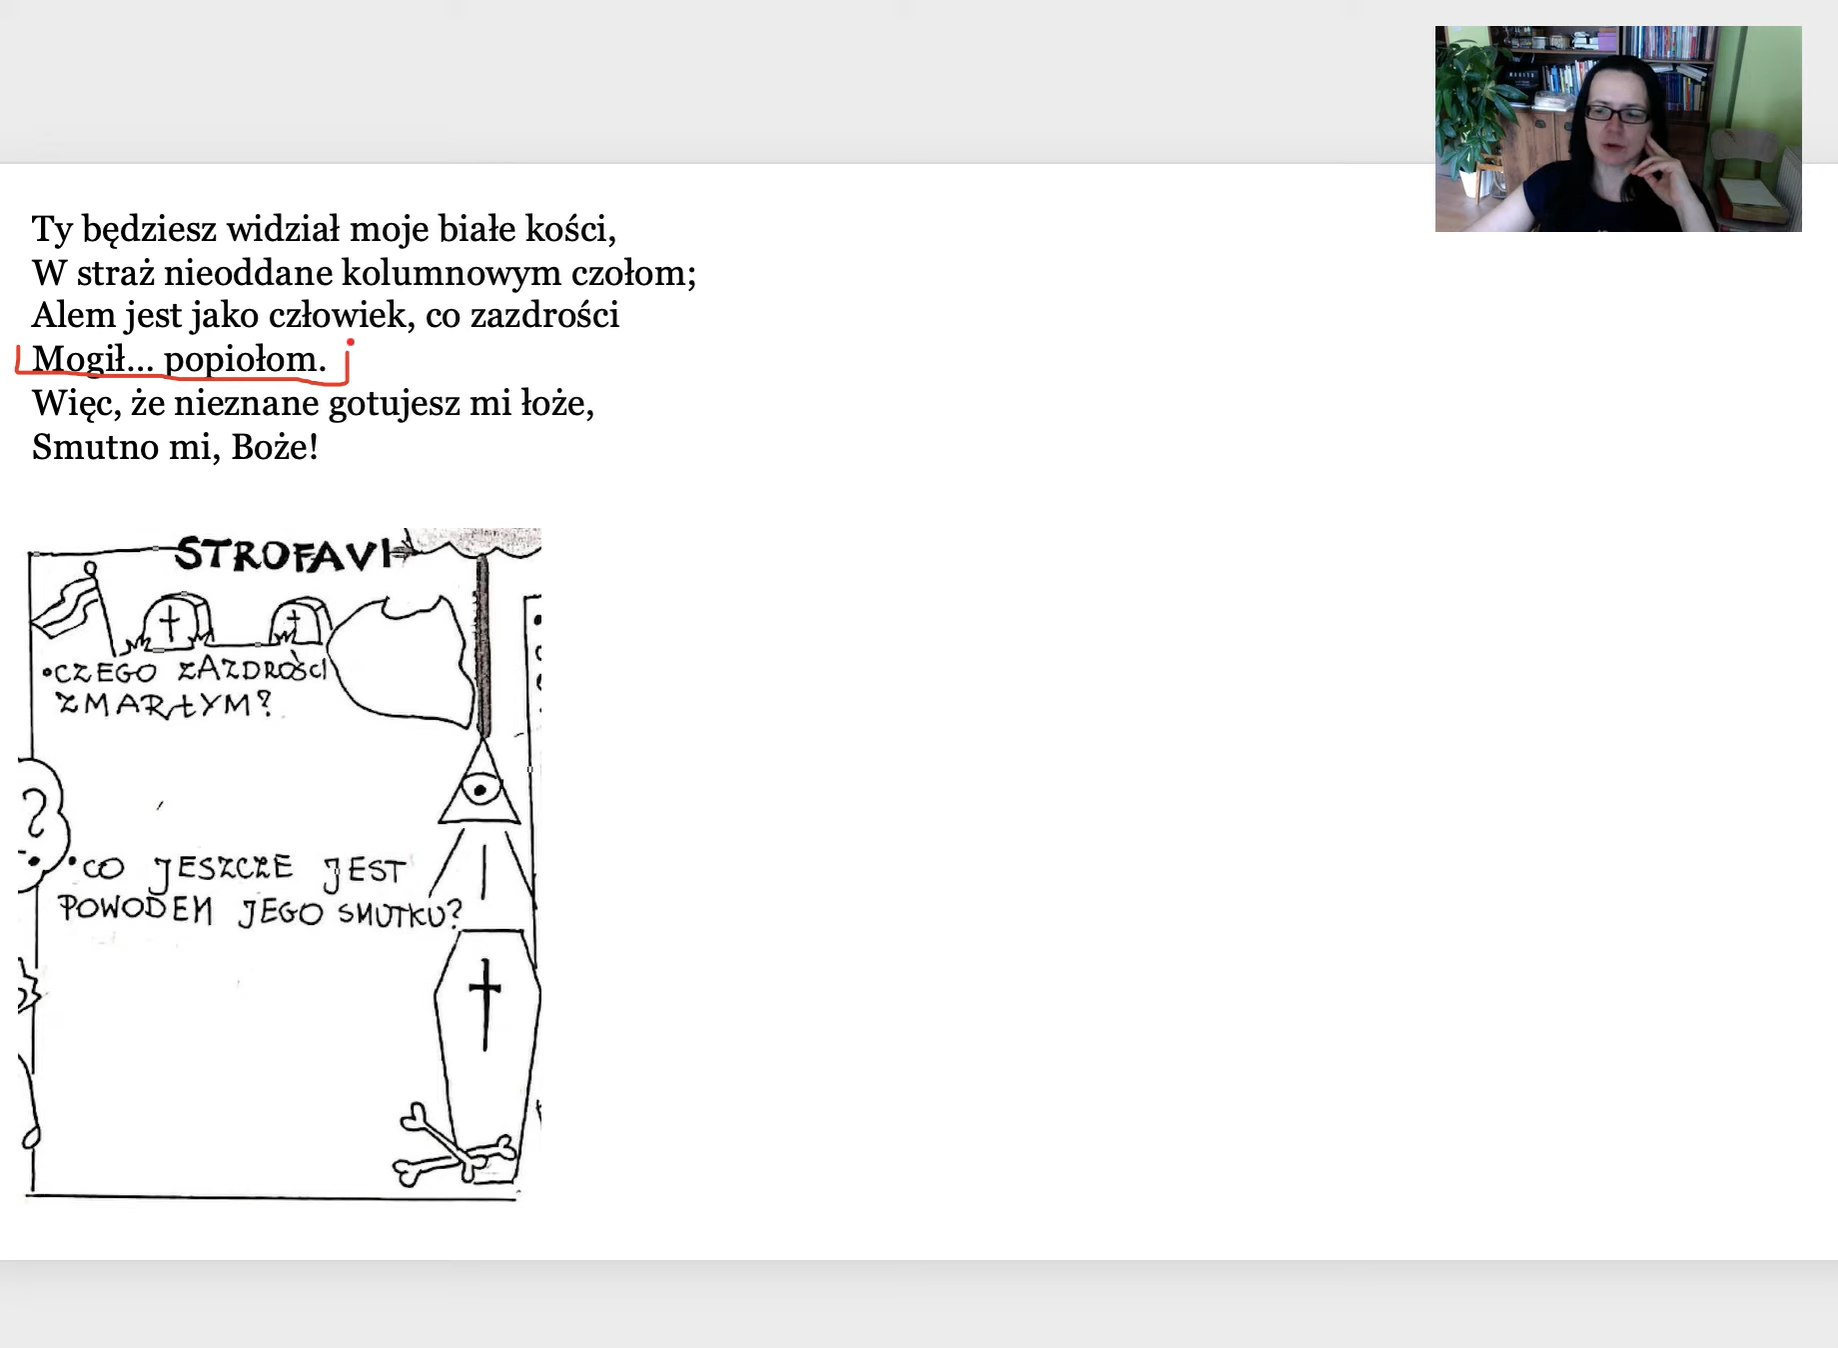 Ty będziesz widział moje białe kości,
W straż nieoddane kolumnowym czołom;
Alem jest jako człowiek, co zazdrości
Mogił... popiołom.
Więc, że nieznane gotujesz mi łoże,
Smutno mi, Boże!
STROFA VI
•CZEGO ZAZDROŚCI
ZMARŁYM?
?
•CO JESZCZE JEST
POWODEM JEGO SMUTKU?